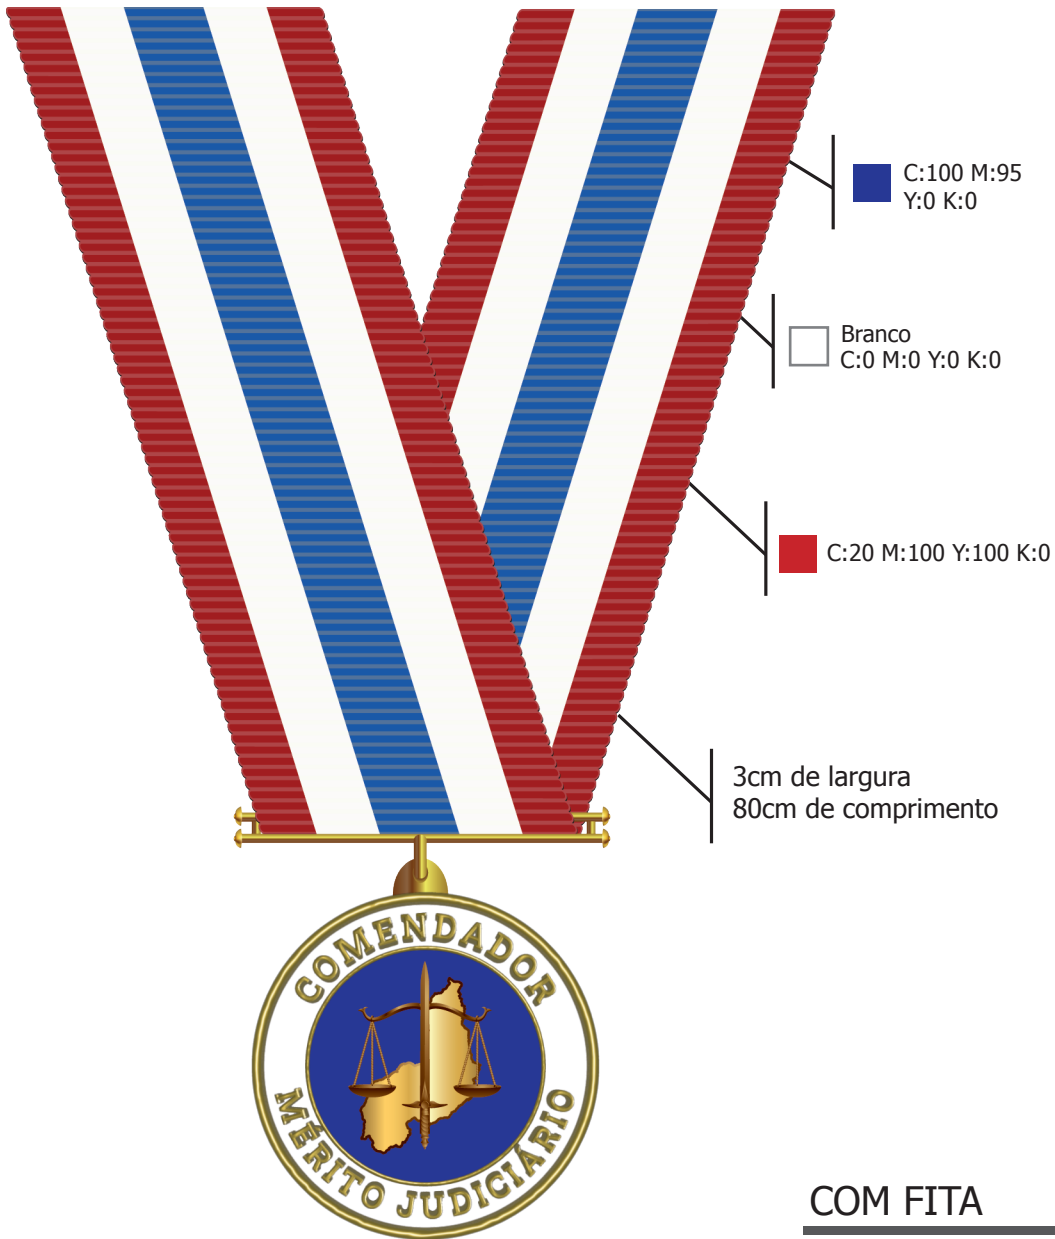 C:100 M:95
Y:0 K:0
Branco
C:0 M:0 Y:0 K:0
C:20 M:100 Y:100 K:0
3cm de largura
80cm de comprimento
COMENDADOR
MÉRITO JUDICIÁRIO
COM FITA